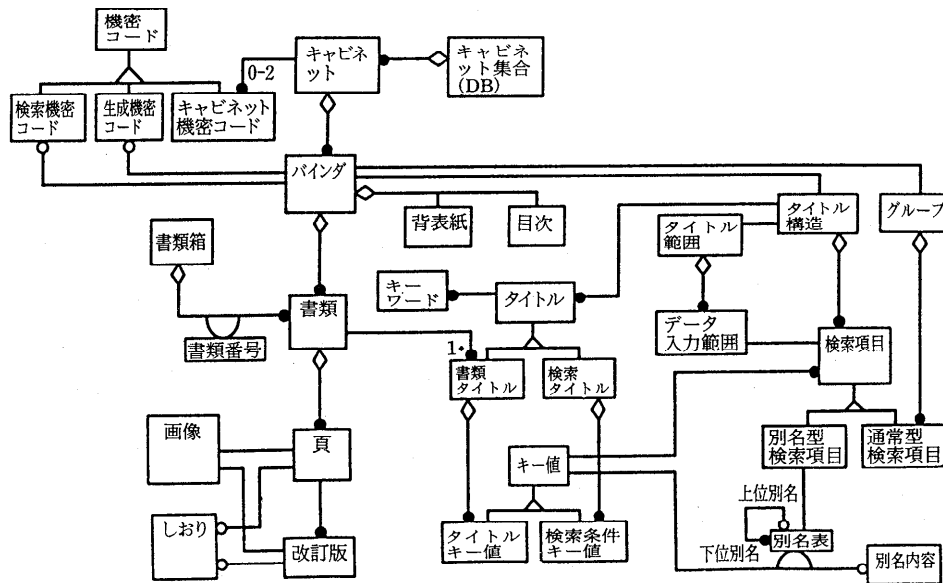 機密
コード
キャビネ
ット
キャビネ
ット集合
(DB)
0-2
検索機密
コード
生成機密
コード
キャビネット
機密コード
バインダ
背表紙
目次
タイトル
範囲
タイトル
構造
グループ
書類箱
書類
書類番号
キー
ワード
タイトル
データ
入力範囲
検索項目
1+
書類
タイトル
検索
タイトル
画像
頁
キー値
別名型
検索項目
通常型
検索項目
上位別名
しおり
改訂版
タイトル
キー値
検索条件
キー値
下位別名
別名表
別名内容